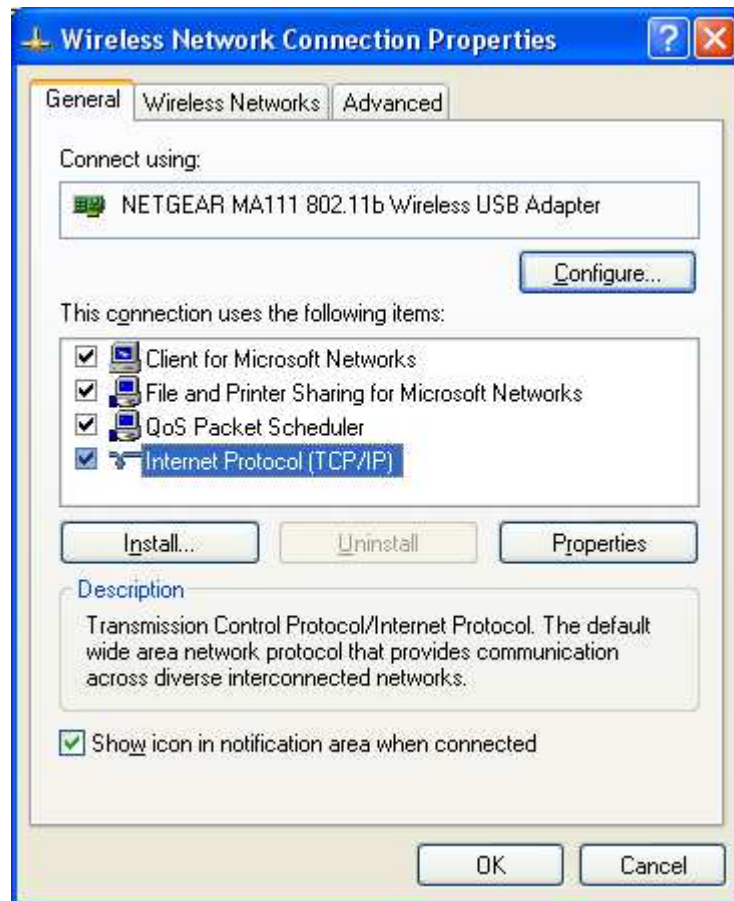 Wireless Network Connection Properties
General Wireless Networks Advanced
Connect using:
NETGEAR MA111 802.11b Wireless USB Adapter
Configure...
This connection uses the following items:
Client for Microsoft Networks
File and Printer Sharing for Microsoft Networks
QoS Packet Scheduler
Internet Protocol (TCP/IP)
Install... Uninstall Properties
Description
Transmission Control Protocol/Internet Protocol. The default
wide area network protocol that provides communication
across diverse interconnected networks.
Show icon in notification area when connected
OK Cancel